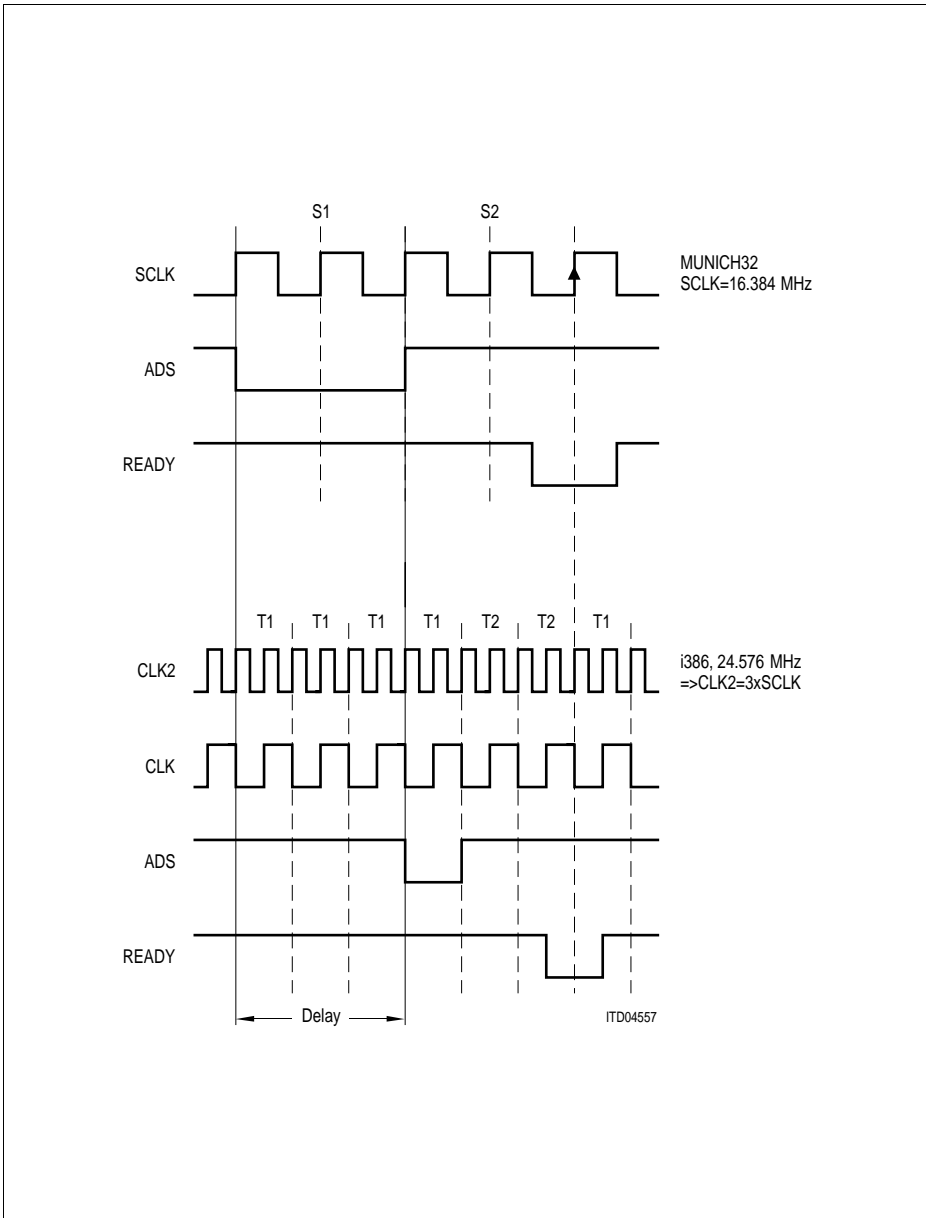 S1 S2
SCLK
MUNICH32
SCLK=16.384 MHz
ADS
READY
T1 T1 T1 T1 T2 T2 T1
CLK2
i386, 24.576 MHz
=>CLK2=3xSCLK
CLK
ADS
READY
Delay
ITD04557